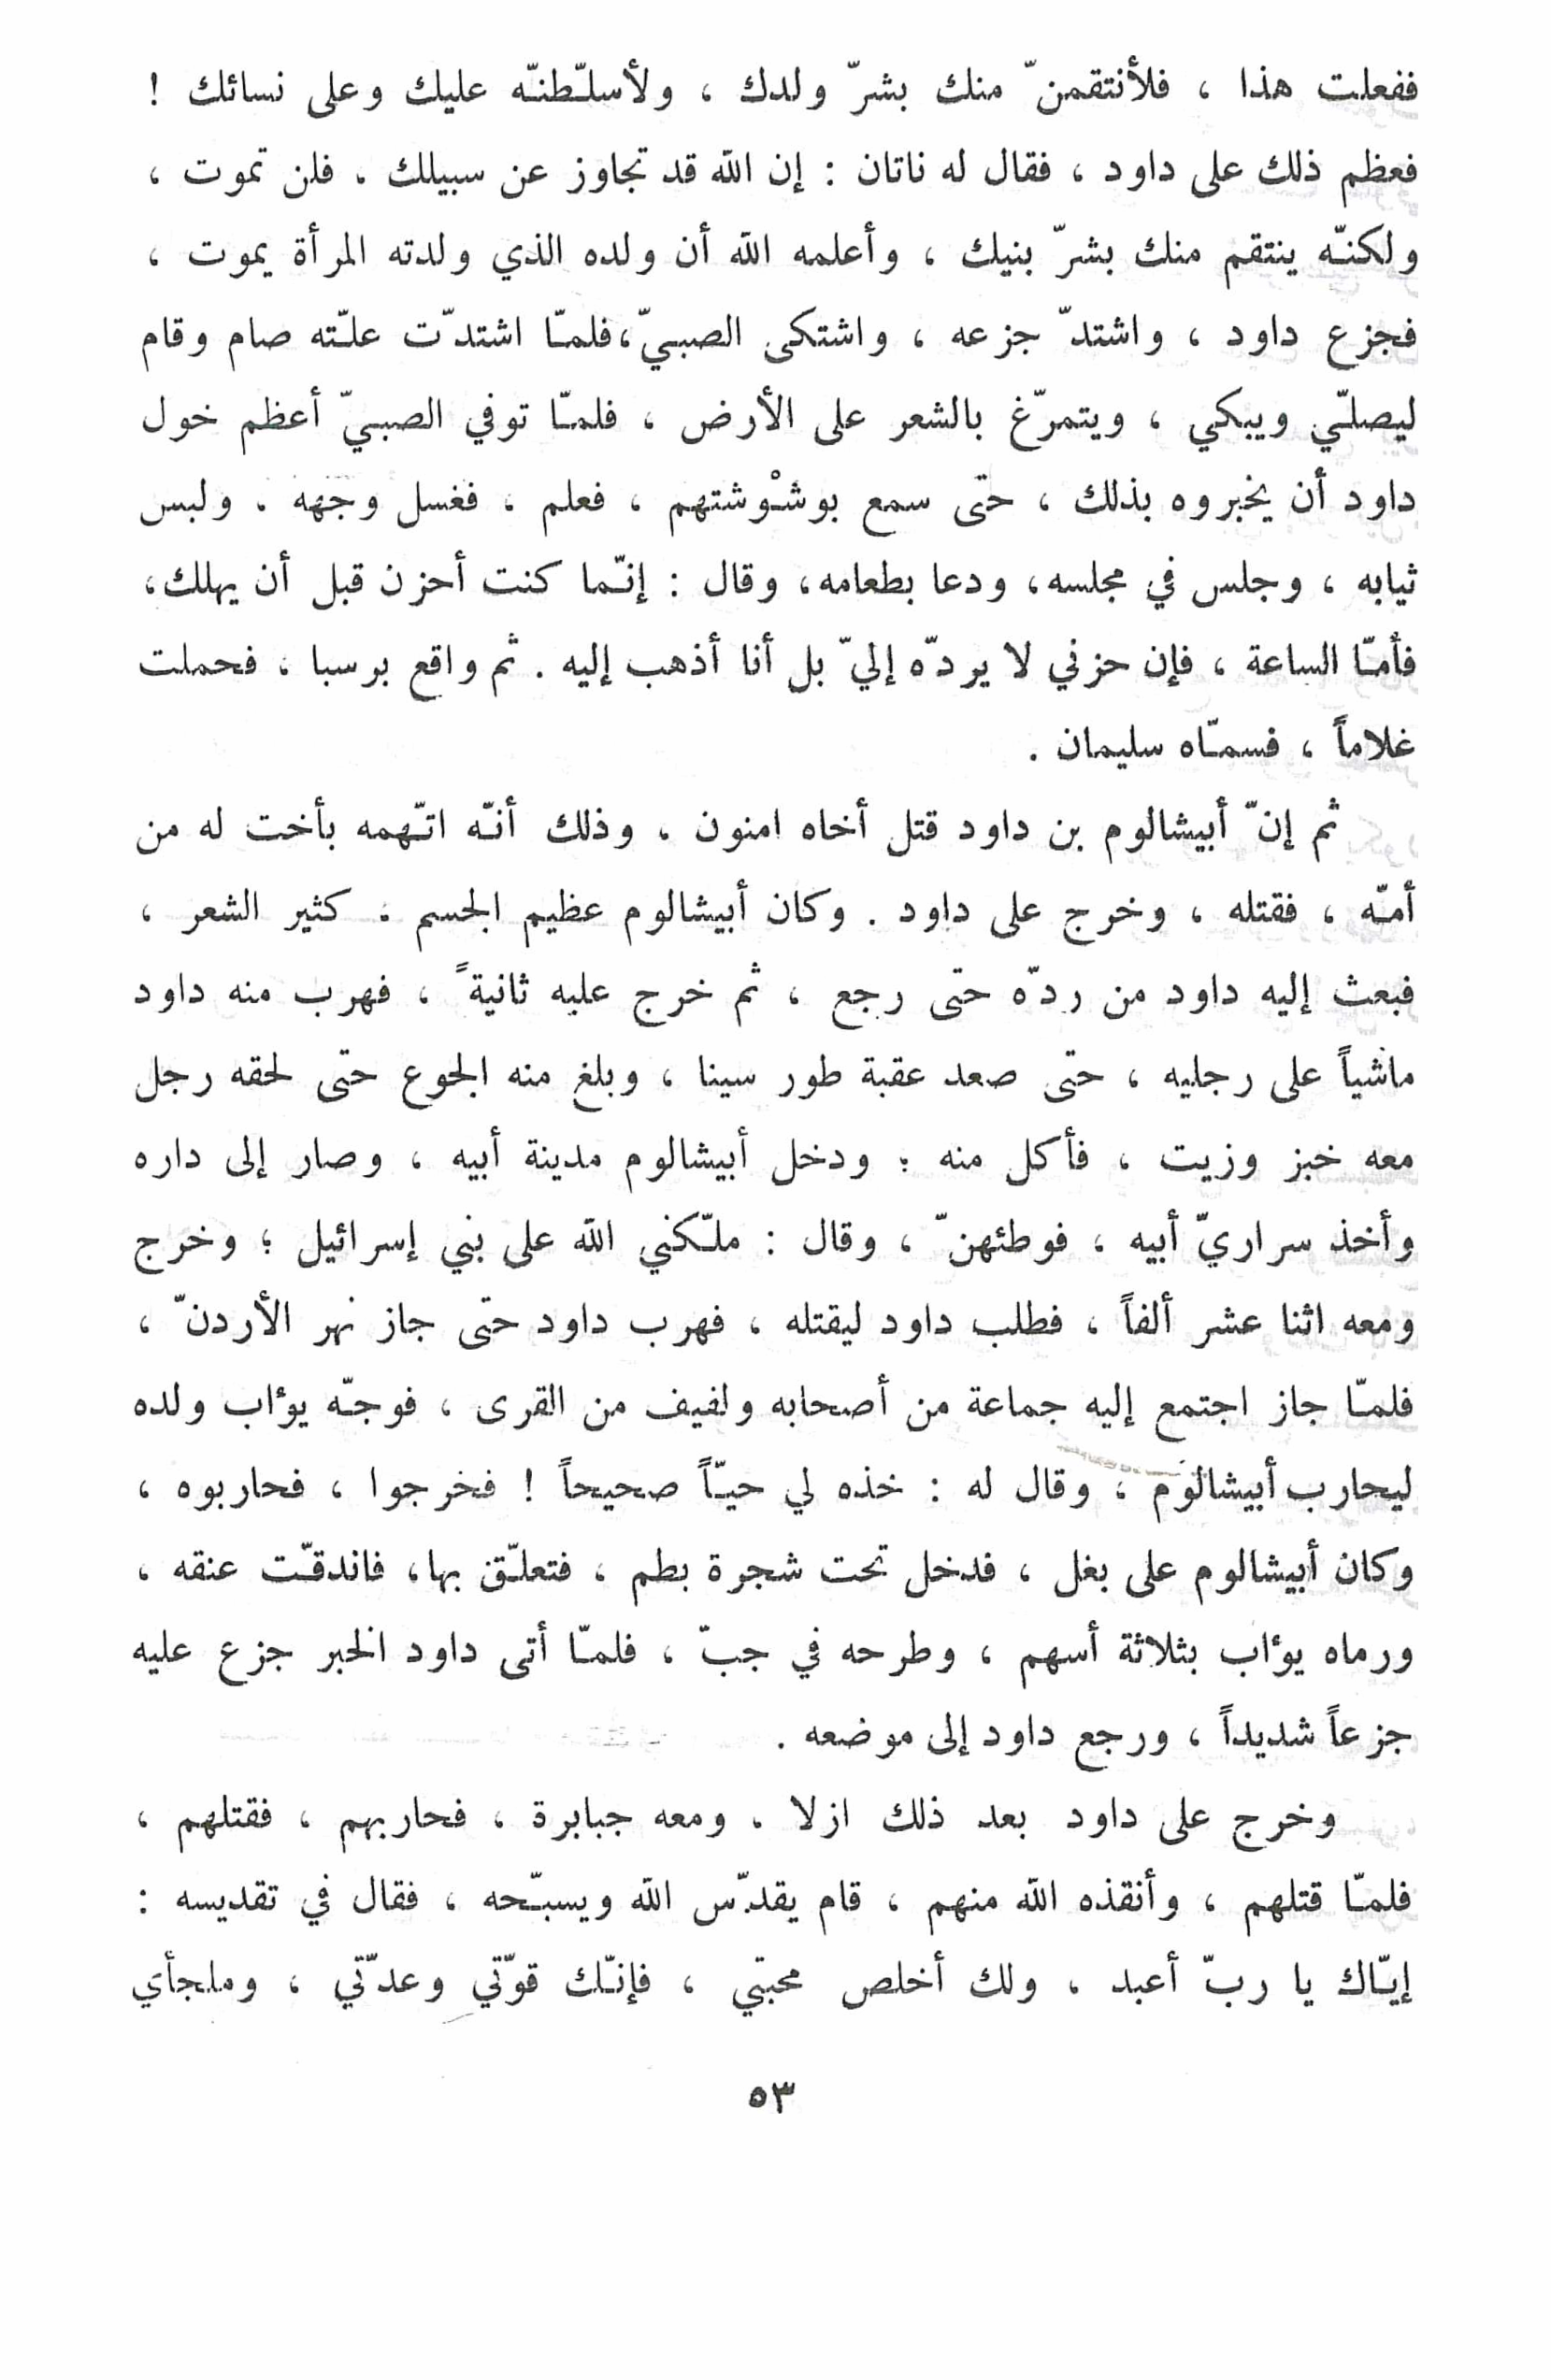 ففعلت هذا ، فلأنتقمنّ منك بشرّ ولدك ، ولأسلّطنّه عليك وعلى نسائك !
فعظم ذلك على داود ، فقال له ناتان : إن الله قد تجاوز عن سبيلك ، فلن تموت ،
ولكنّه ينتقم منك بشرّ بنيك ، وأعلمه الله أن ولده الذي ولدته المرأة يموت ،
فجزع داود ، واشتدّ جزعه ، واشتكى الصبيّ ، فلمّا اشتدّت علّته صام وقام
ليصلّي ويبكي ، ويتمرّغ بالشعر على الأرض ، فلمّا توفي الصبيّ أعظم خول
داود أن يخبروه بذلك ، حتّى سمع بوشْوشتهم ، فعلم ، فغسل وجهه ، ولبس
ثيابه ، وجلس في مجلسه ، ودعا بطعامه ، وقال : إنّما كنت أحزن قبل أن يهلك ،
فأمّا الساعة ، فإن حزني لا يردّه إليّ بل أنا أذهب إليه . ثم واقع برسبا ، فحملت
غلاماً ، فسمّاه سليمان .
ثم إنّ أبيشالوم بن داود قتل أخاه امنون ، وذلك أنّه اتّهمه بأخت له من
أمّه ، فقتله ، وخرج على داود . وكان أبيشالوم عظيم الجسم ، كثير الشعر ،
فبعث إليه داود من ردّه حتى رجع ، ثم خرج عليه ثانيةً ، فهرب منه داود
ماشياً على رجليه ، حتى صعد عقبة طور سينا ، وبلغ منه الجوع حتى لحقه رجل
معه خبز وزيت ، فأكل منه ؛ ودخل أبيشالوم مدينة أبيه ، وصار إلى داره
وأخذ سراريّ أبيه ، فوطئهنّ ، وقال : ملّكني الله على بني إسرائيل ؛ وخرج
ومعه اثنا عشر ألفاً ، فطلب داود ليقتله ، فهرب داود حتّى جاز نهر الأردنّ ،
فلمّا جاز اجتمع إليه جماعة من أصحابه ولفيف من القرى ، فوجّه يوءاب ولده
ليحارب أبيشالوم ، وقال له : خذه لي حيّاً صحيحاً ! فخرجوا ، فحاربوه ،
وكان أبيشالوم على بغل ، فدخل تحت شجرة بطم ، فتعلّق بها ، فاندقّت عنقه ،
ورماه يوءاب بثلاثة أسهم ، وطرحه في جبّ ، فلمّا أتى داود الخبر جزع عليه
جزعاً شديداً ، ورجع داود إلى موضعه .
وخرج على داود بعد ذلك ازلا ، ومعه جبابرة ، فحاربهم ، فقتلهم ،
فلمّا قتلهم ، وأنقذه الله منهم ، قام يقدّس الله ويسبّحه ، فقال في تقديسه :
إيّاك يا ربّ أعبد ، ولك أخلص محبتي ، فإنّك قوّتي وعدّتي ، وملجأي
٥٣